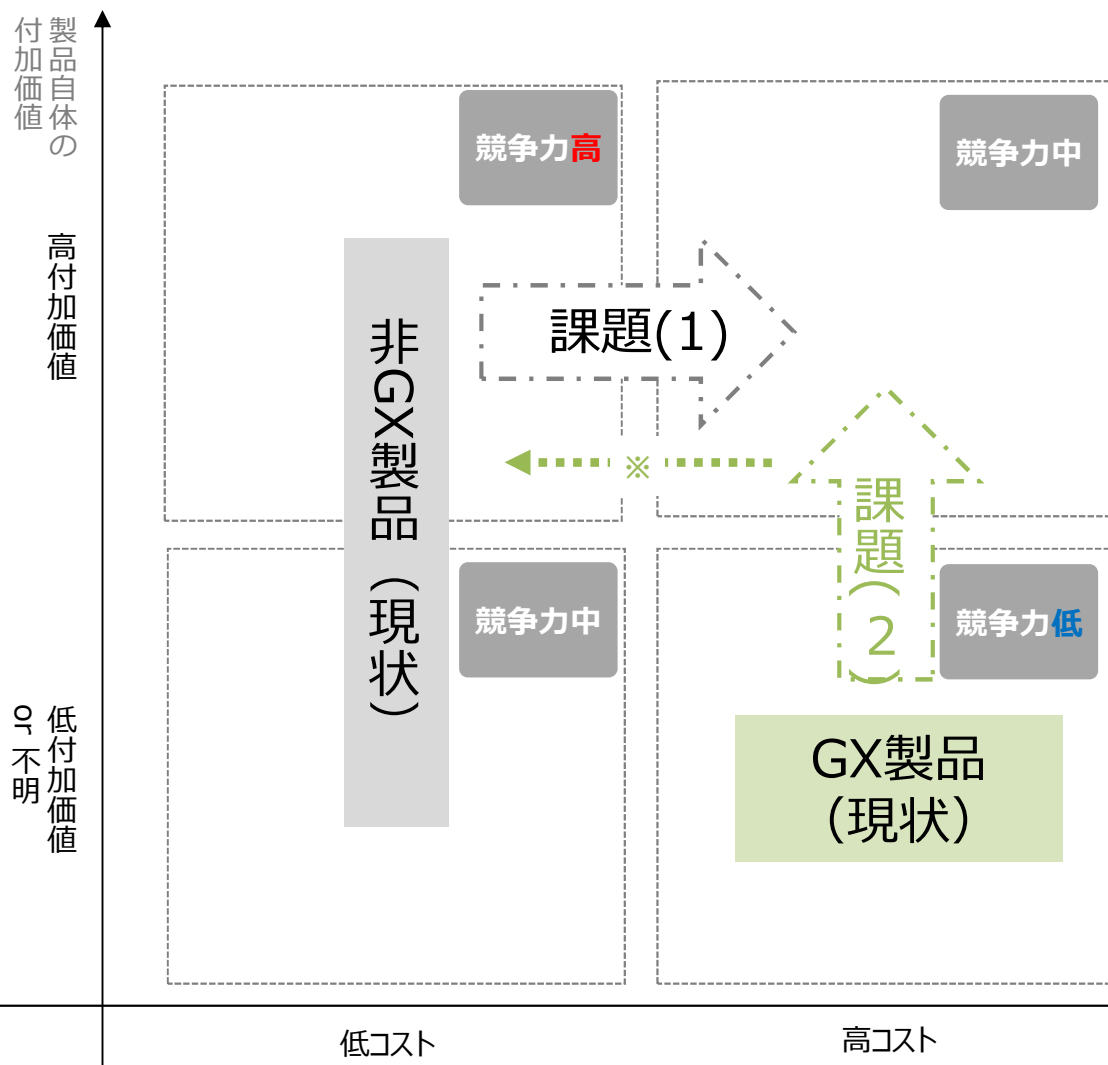 製品自体の
付加価値
競争力高
競争力中
高付加価値
課題(1)
非GX製品（現状）
※
課題(2)
競争力中
競争力低
低付加価値
or 不明
GX製品
（現状）
低コスト
高コスト